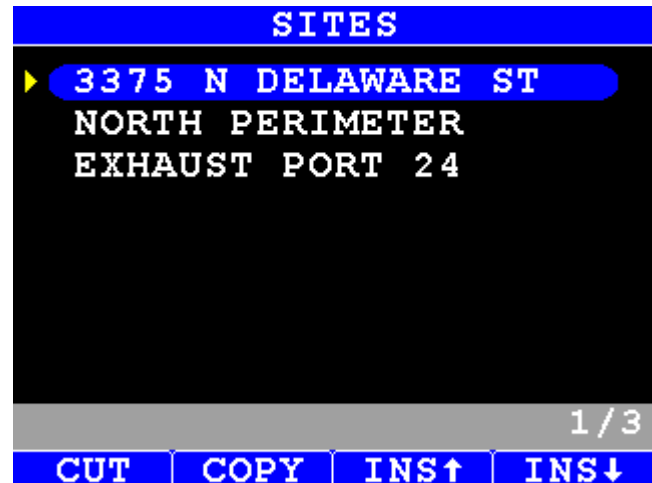 SITES
3375 N DELAWARE ST
NORTH PERIMETER
EXHAUST PORT 24
1/3
CUT COPY INS↑ INS↓